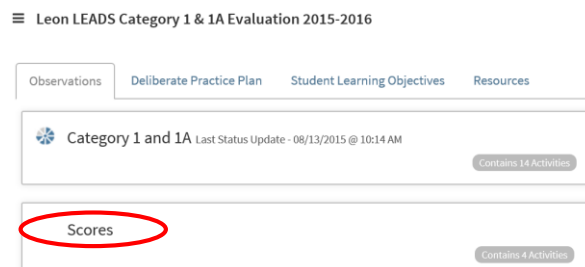 Leon LEADS Category 1 & 1A Evaluation 2015-2016
Observations Deliberate Practice Plan Student Learning Objectives Resources
Category 1 and 1A Last Status Update - 08/13/2015 @ 10:14 AM
Contains 14 Activities
Scores
Contains 4 Activities